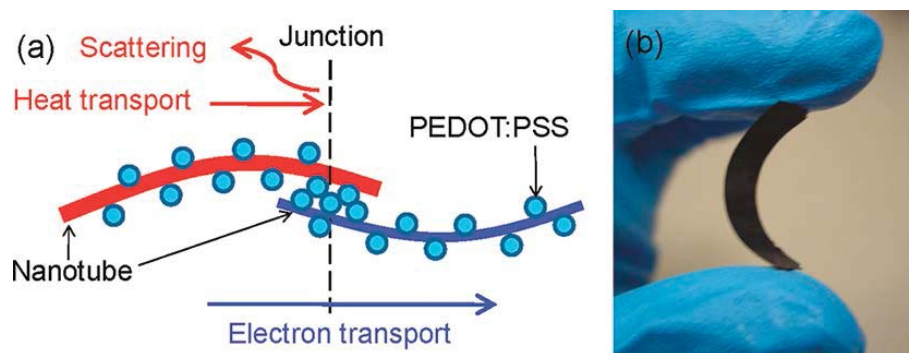 (a)
Scattering
Junction
Heat transport
PEDOT:PSS
Nanotube
Electron transport
(b)